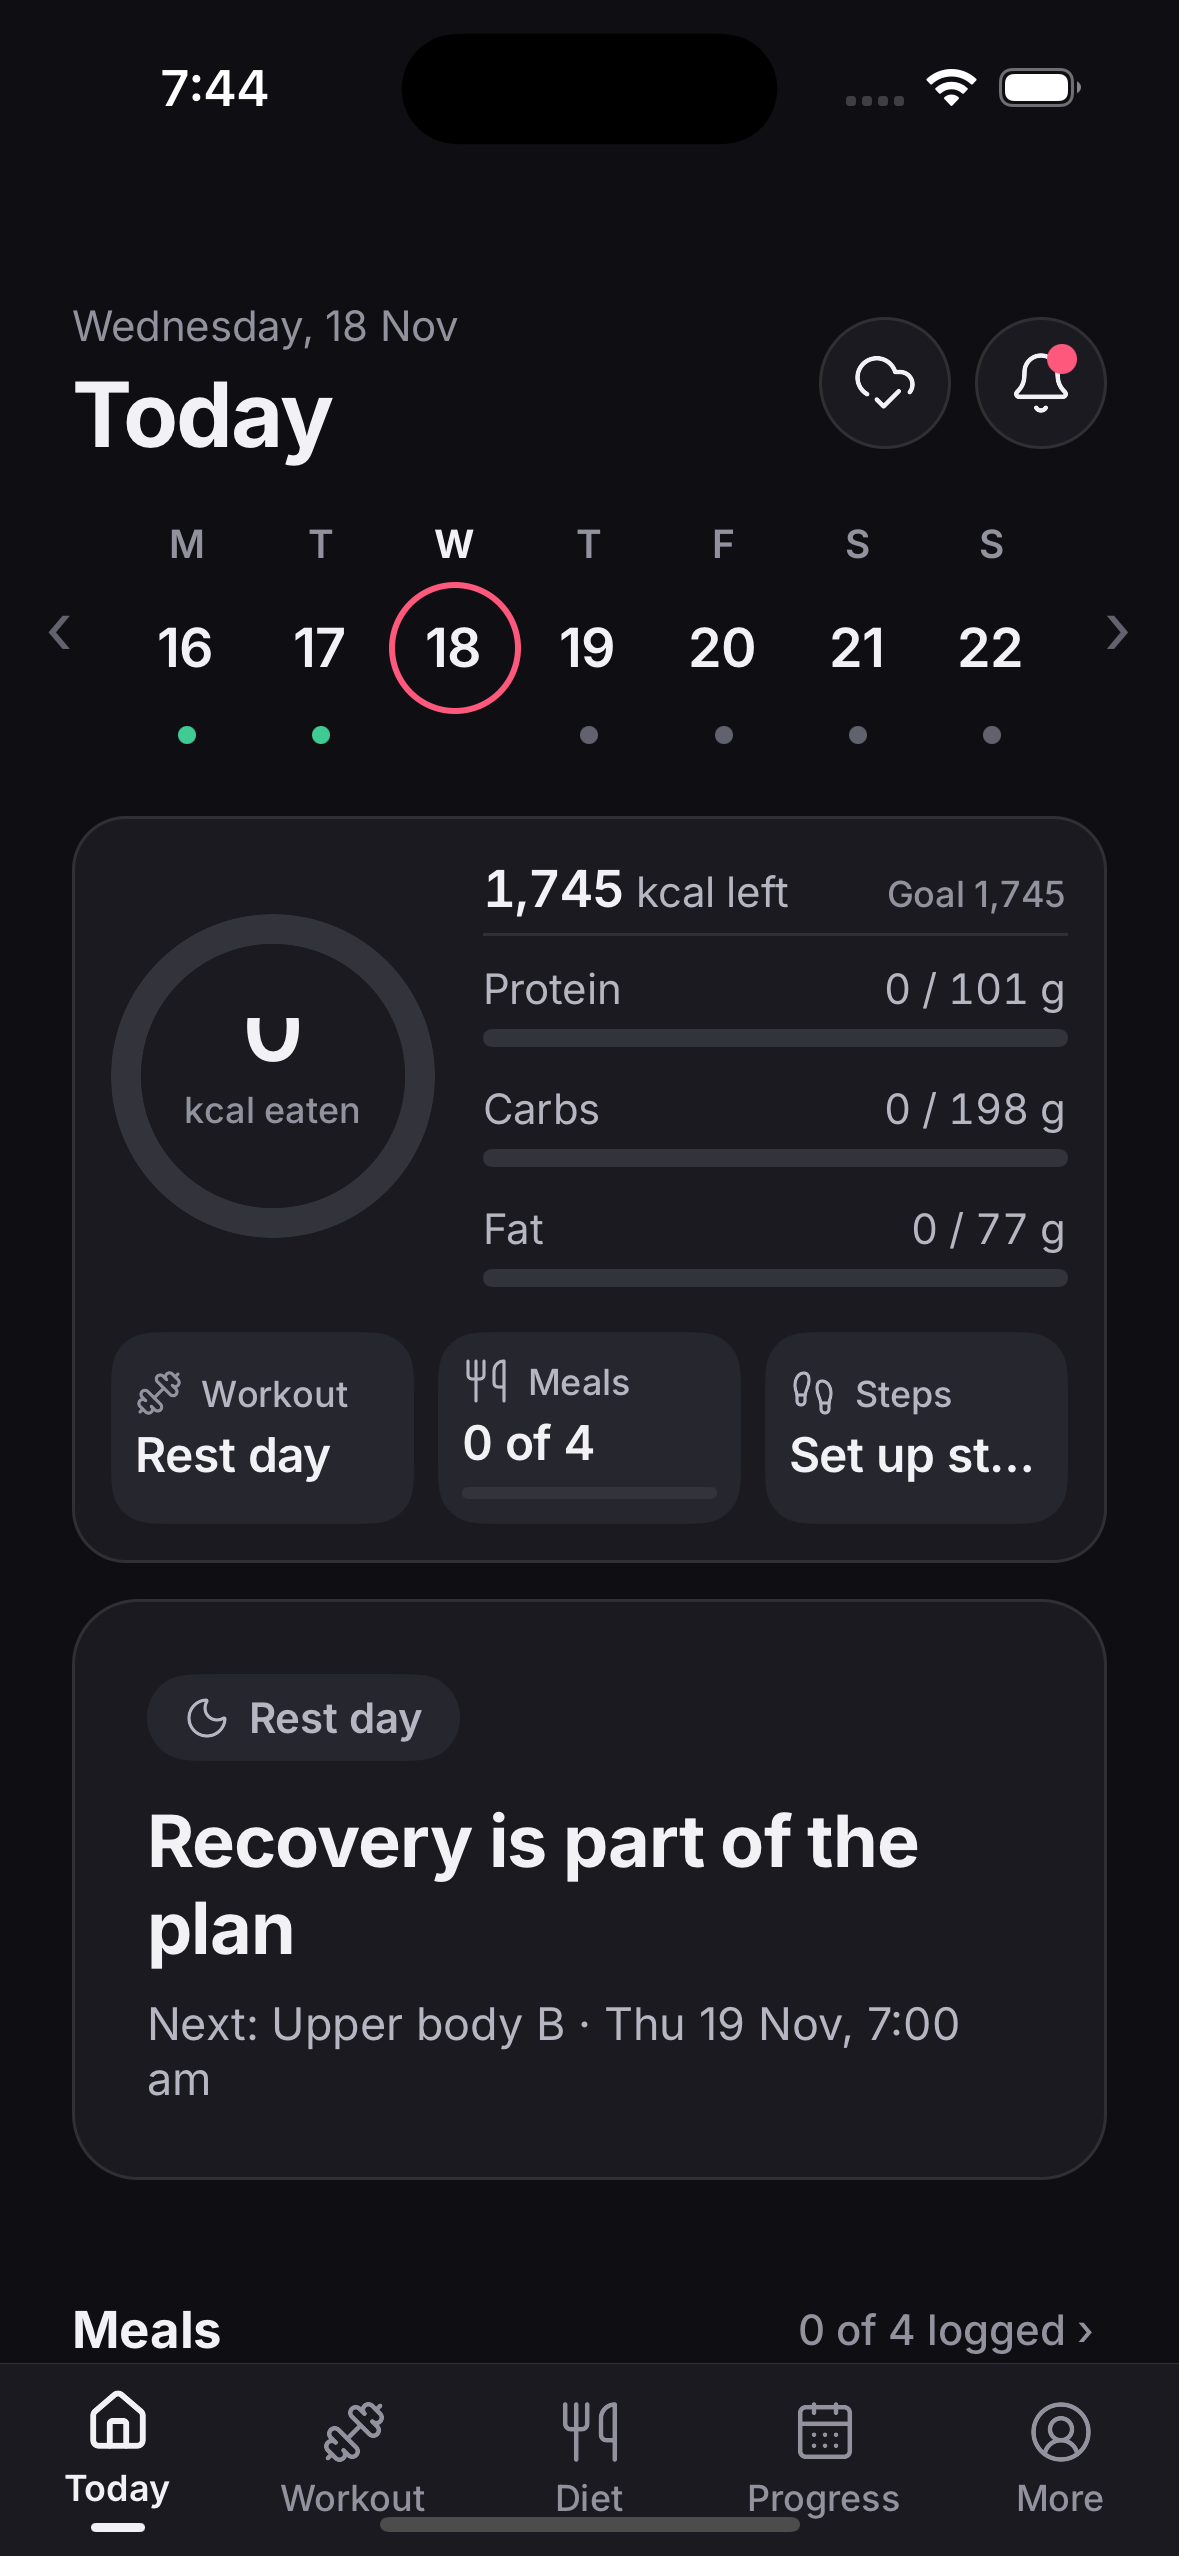 7:44
Wednesday, 18 Nov
Today
M T W T F S S
‹ 16 17 18 19 20 21 22 ›
1,745 kcal left Goal 1,745
Protein 0 / 101 g
kcal eaten
Carbs 0 / 198 g
Fat 0 / 77 g
Workout
Rest day
Meals
0 of 4
Steps
Set up st...
Rest day
Recovery is part of the
plan
Next: Upper body B · Thu 19 Nov, 7:00
am
Meals 0 of 4 logged ›
Today Workout Diet Progress More